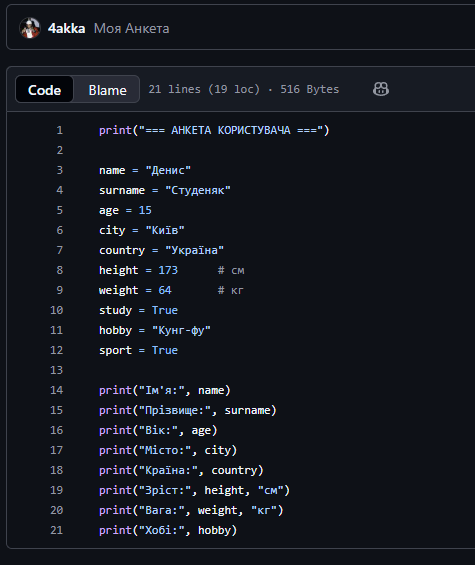 4akka Моя Анкета
Code Blame 21 lines (19 loc) · 516 Bytes
1 print("=== АНКЕТА КОРИСТУВАЧА ===")
2
3 name = "Денис"
4 surname = "Студеняк"
5 age = 15
6 city = "Київ"
7 country = "Україна"
8 height = 173 # см
9 weight = 64 # кг
10 study = True
11 hobby = "Кунг-фу"
12 sport = True
13
14 print("Ім'я:", name)
15 print("Прізвище:", surname)
16 print("Вік:", age)
17 print("Місто:", city)
18 print("Країна:", country)
19 print("Зріст:", height, "см")
20 print("Вага:", weight, "кг")
21 print("Хобі:", hobby)